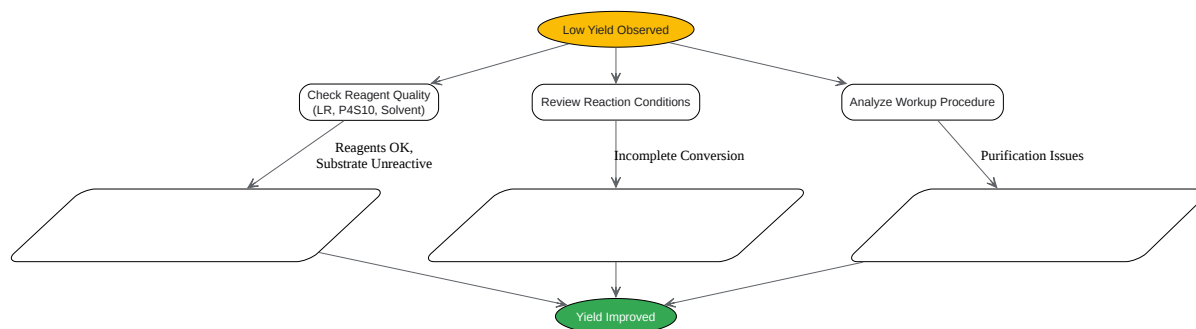 Low Yield Observed
Check Reagent Quality
(LR, P4S10, Solvent)
Review Reaction Conditions
Analyze Workup Procedure
Reagents OK,
Substrate Unreactive
Incomplete Conversion
Purification Issues
Yield Improved